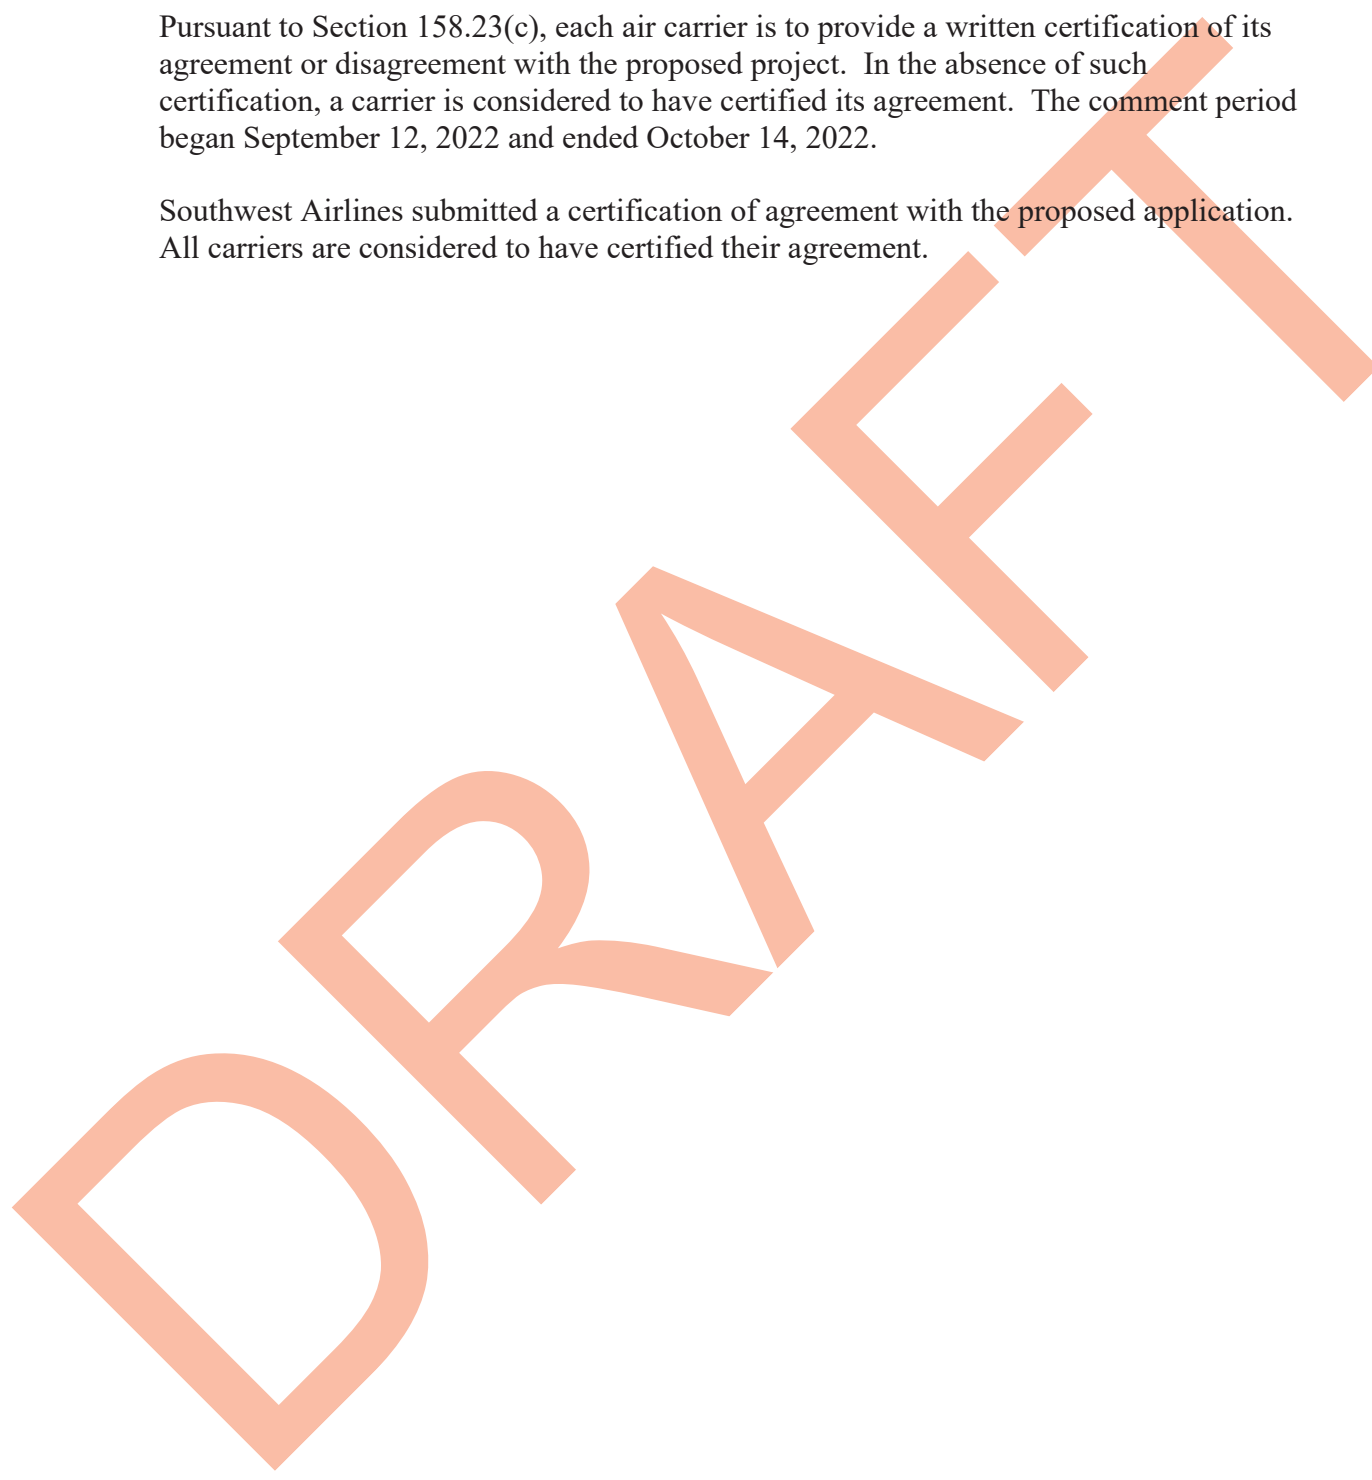 Pursuant to Section 158.23(c), each air carrier is to provide a written certification of its
agreement or disagreement with the proposed project.  In the absence of such
certification, a carrier is considered to have certified its agreement.  The comment period
began September 12, 2022 and ended October 14, 2022.
Southwest Airlines submitted a certification of agreement with the proposed application.
All carriers are considered to have certified their agreement.
DRAFT